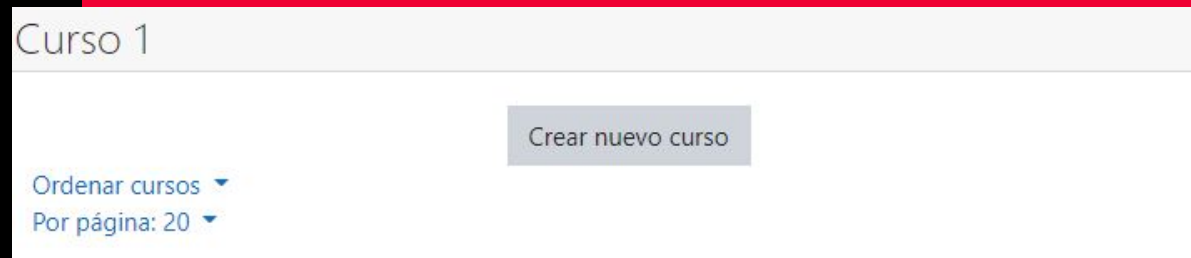 Curso 1
Crear nuevo curso
Ordenar cursos
Por página: 20